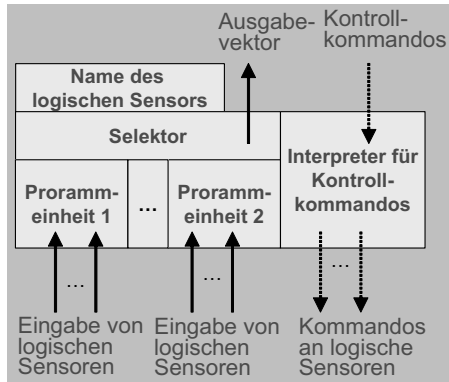 Ausgabe-
vektor
Kontroll-
kommandos
Name des
logischen Sensors
Selektor
Interpreter für
Kontroll-
kommandos
Proramm-
einheit 1
...
Proramm-
einheit 2
...
...
...
Eingabe von
logischen
Sensoren
Eingabe von
logischen
Sensoren
Kommandos
an logische
Sensoren